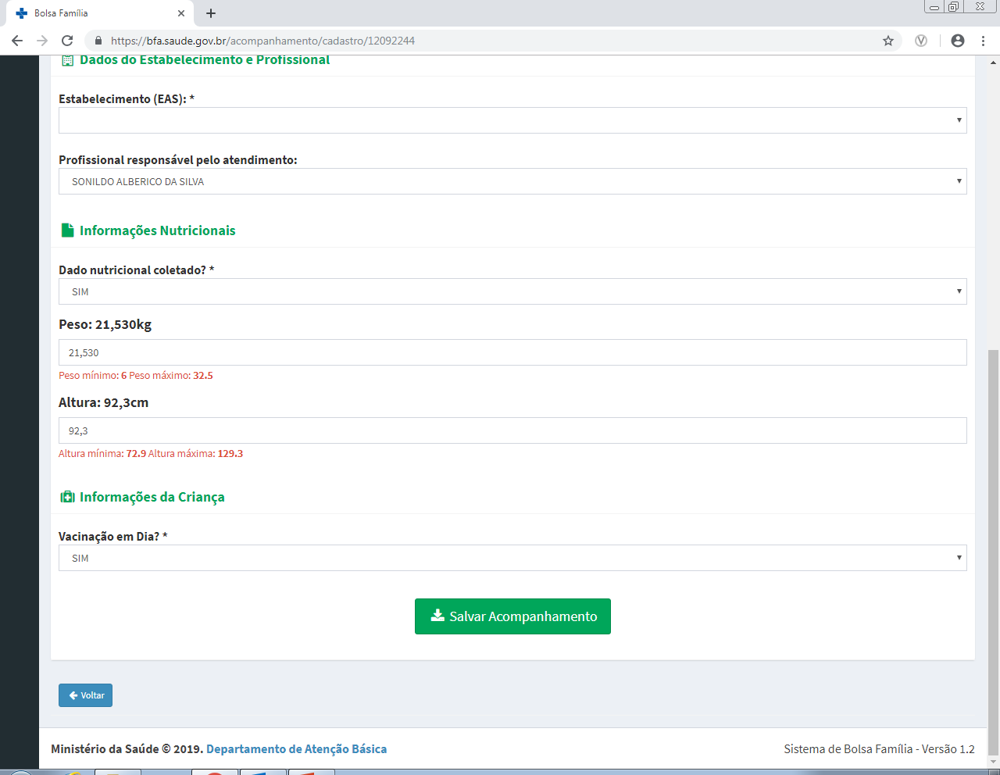 Bolsa Família
https://bfa.saude.gov.br/acompanhamento/cadastro/12092244
Dados do Estabelecimento e Profissional
Estabelecimento (EAS): *
Profissional responsável pelo atendimento:
SONILDO ALBERICO DA SILVA
Informações Nutricionais
Dado nutricional coletado? *
SIM
Peso: 21,530kg
21,530
Peso mínimo: 6 Peso máximo: 32.5
Altura: 92,3cm
92,3
Altura mínima: 72.9 Altura máxima: 129.3
Informações da Criança
Vacinação em Dia? *
SIM
Salvar Acompanhamento
Voltar
Ministério da Saúde © 2019. Departamento de Atenção Básica
Sistema de Bolsa Família - Versão 1.2